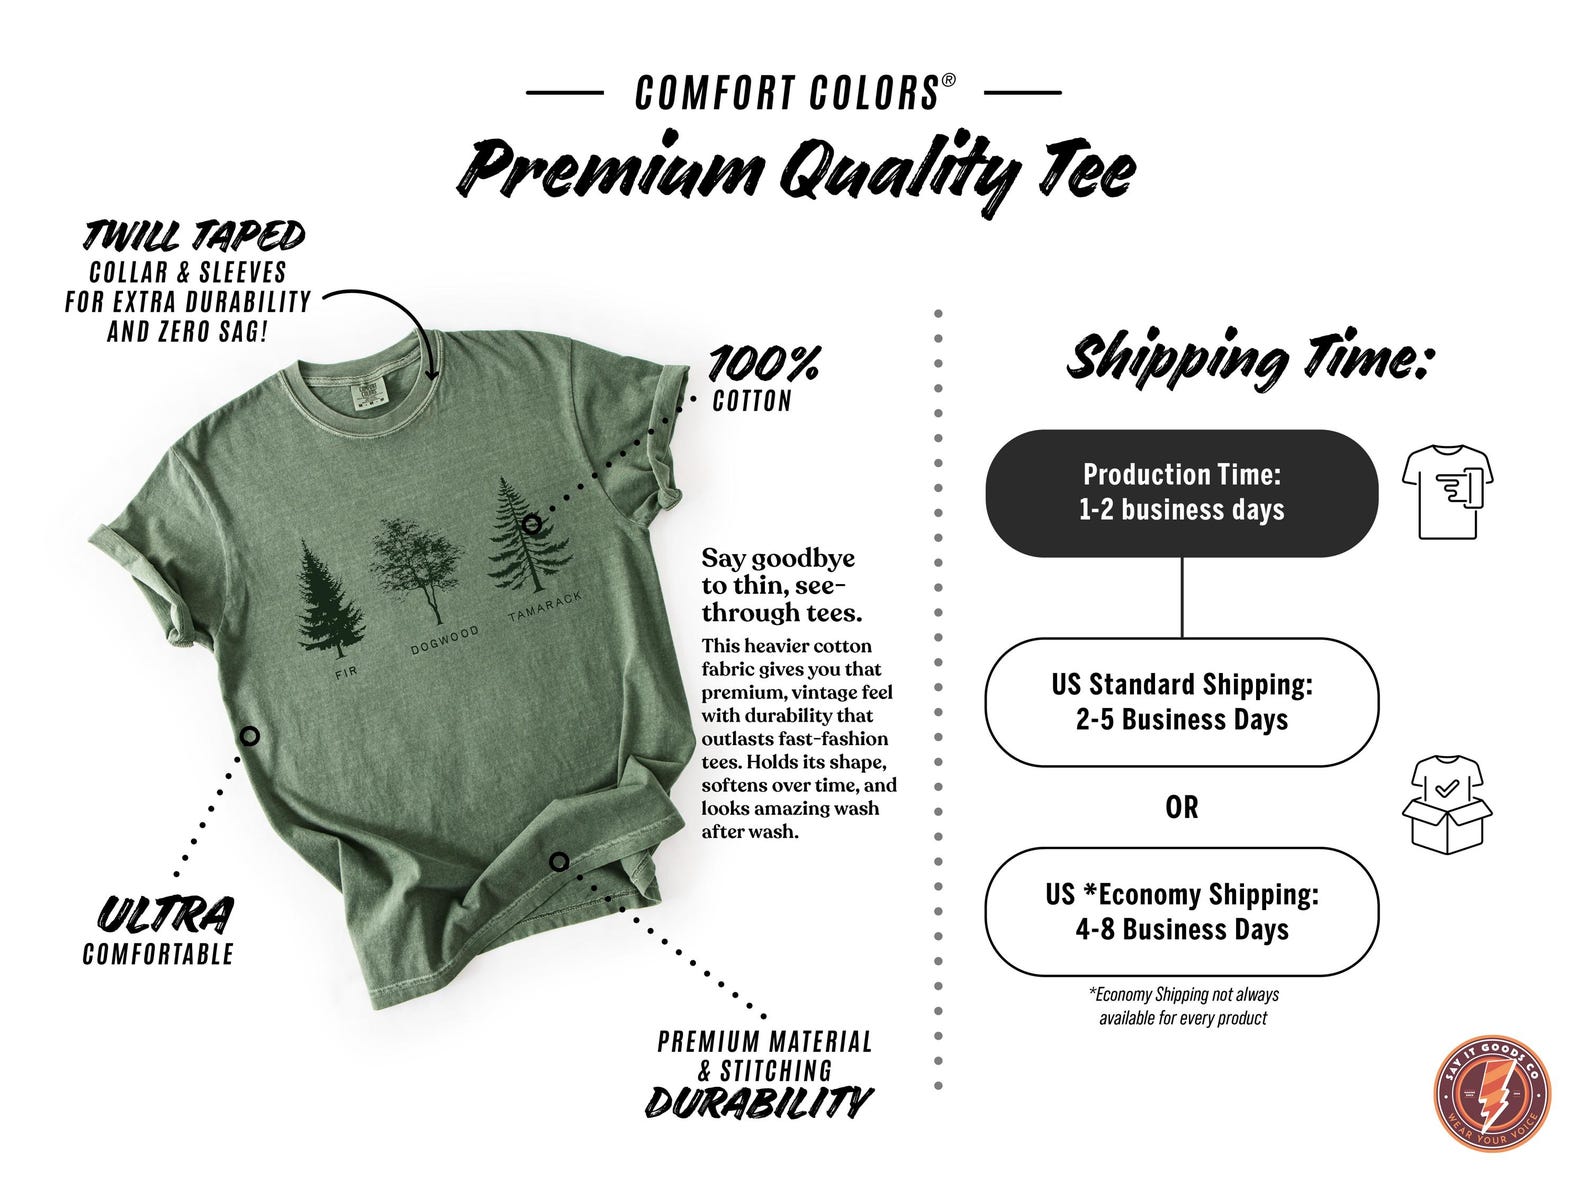 COMFORT COLORS®
Premium Quality Tee
TWILL TAPED
COLLAR & SLEEVES
FOR EXTRA DURABILITY
AND ZERO SAG!
COMFORT
COLORS
100%
COTTON
FIR
DOGWOOD
TAMARACK
Say goodbye
to thin, see-
through tees.
This heavier cotton
fabric gives you that
premium, vintage feel
with durability that
outlasts fast-fashion
tees. Holds its shape,
softens over time, and
looks amazing wash
after wash.
ULTRA
COMFORTABLE
PREMIUM MATERIAL
& STITCHING
DURABILITY
Shipping Time:
Production Time:
1-2 business days
US Standard Shipping:
2-5 Business Days
OR
US *Economy Shipping:
4-8 Business Days
*Economy Shipping not always
available for every product
SAY IT GOODS CO
WEAR YOUR VOICE